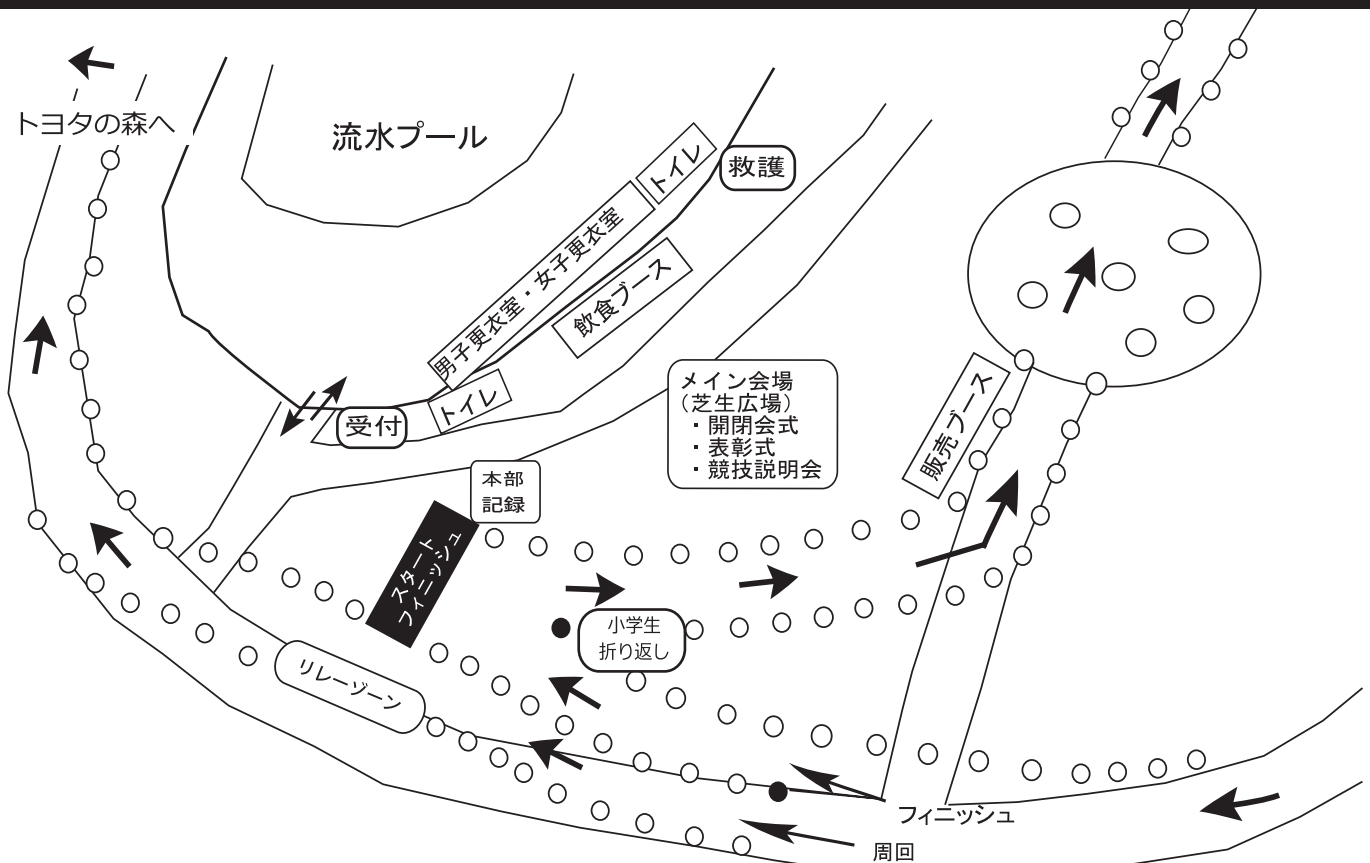 トヨタの森へ
流水プール
トイレ
救護
男子更衣室・女子更衣室
飲食ブース
トイレ
受付
メイン会場
(芝生広場)
・開閉会式
・表彰式
・競技説明会
販売ブース
本部
記録
スタート
フィニッシュ
小学生
折り返し
リレーゾーン
フィニッシュ
周回